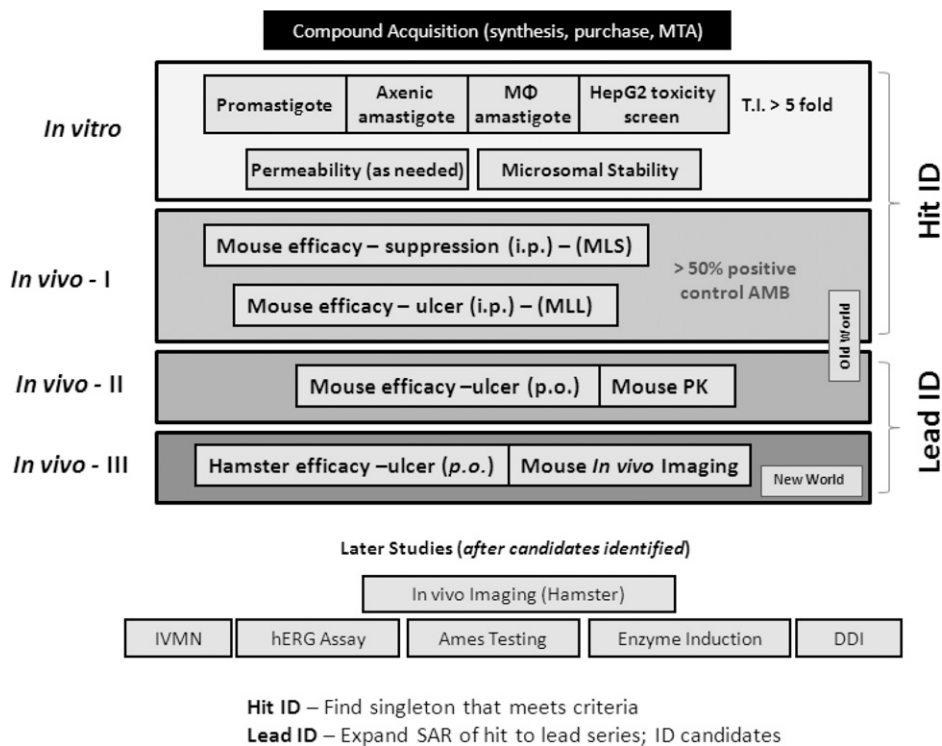 Compound Acquisition (synthesis, purchase, MTA)
In vitro
Promastigote
Axenic
amastigote
MΦ
amastigote
HepG2 toxicity
screen
T.I. > 5 fold
Permeability (as needed)
Microsomal Stability
Hit ID
In vivo - I
Mouse efficacy – suppression (i.p.) – (MLS)
Mouse efficacy – ulcer (i.p.) – (MLL)
> 50% positive
control AMB
Old World
In vivo - II
Mouse efficacy –ulcer (p.o.)
Mouse PK
Lead ID
In vivo - III
Hamster efficacy –ulcer (p.o.)
Mouse In vivo Imaging
New World
Later Studies (after candidates identified)
In vivo Imaging (Hamster)
IVMN
hERG Assay
Ames Testing
Enzyme Induction
DDI
Hit ID – Find singleton that meets criteria
Lead ID – Expand SAR of hit to lead series; ID candidates